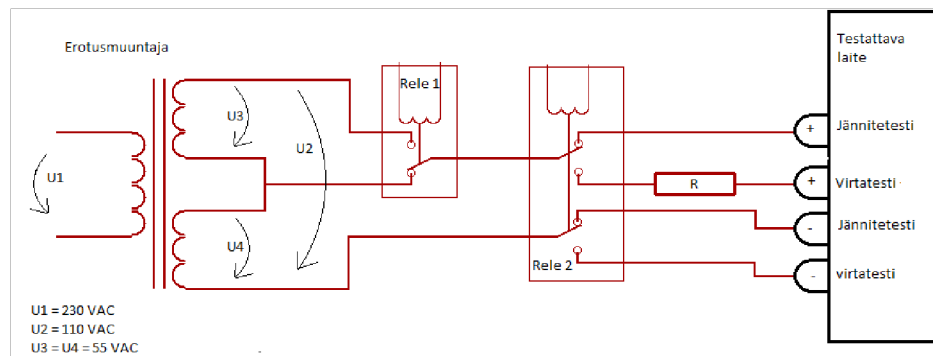 Erotusmuuntaja
Testattava
laite
Rele 1
U3
U2
+
Jännitetesti
U1
R
+
Virtatesti
-
Jännitetesti
U4
Rele 2
-
virtatesti
U1 = 230 VAC
U2 = 110 VAC
U3 = U4 = 55 VAC